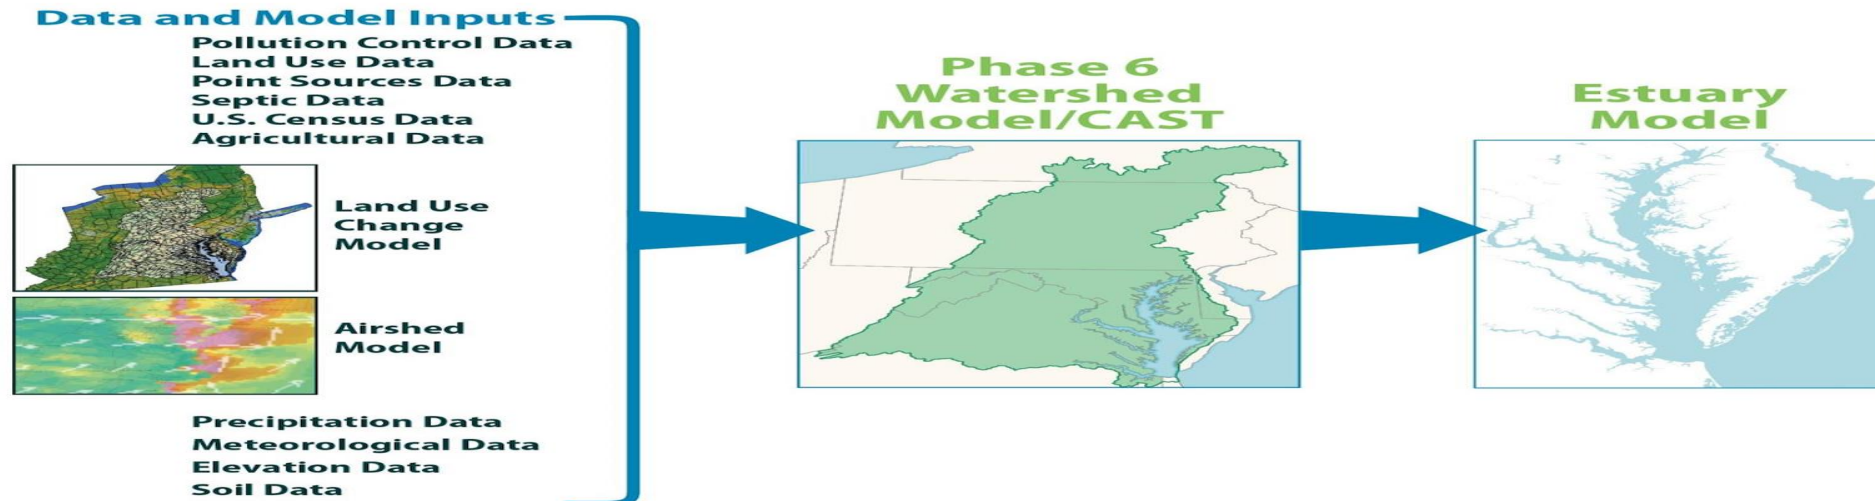 Data and Model Inputs
Pollution Control Data
Land Use Data
Point Sources Data
Septic Data
U.S. Census Data
Agricultural Data
Land Use
Change
Model
Airshed
Model
Precipitation Data
Meteorological Data
Elevation Data
Soil Data
Phase 6
Watershed
Model/CAST
Estuary
Model